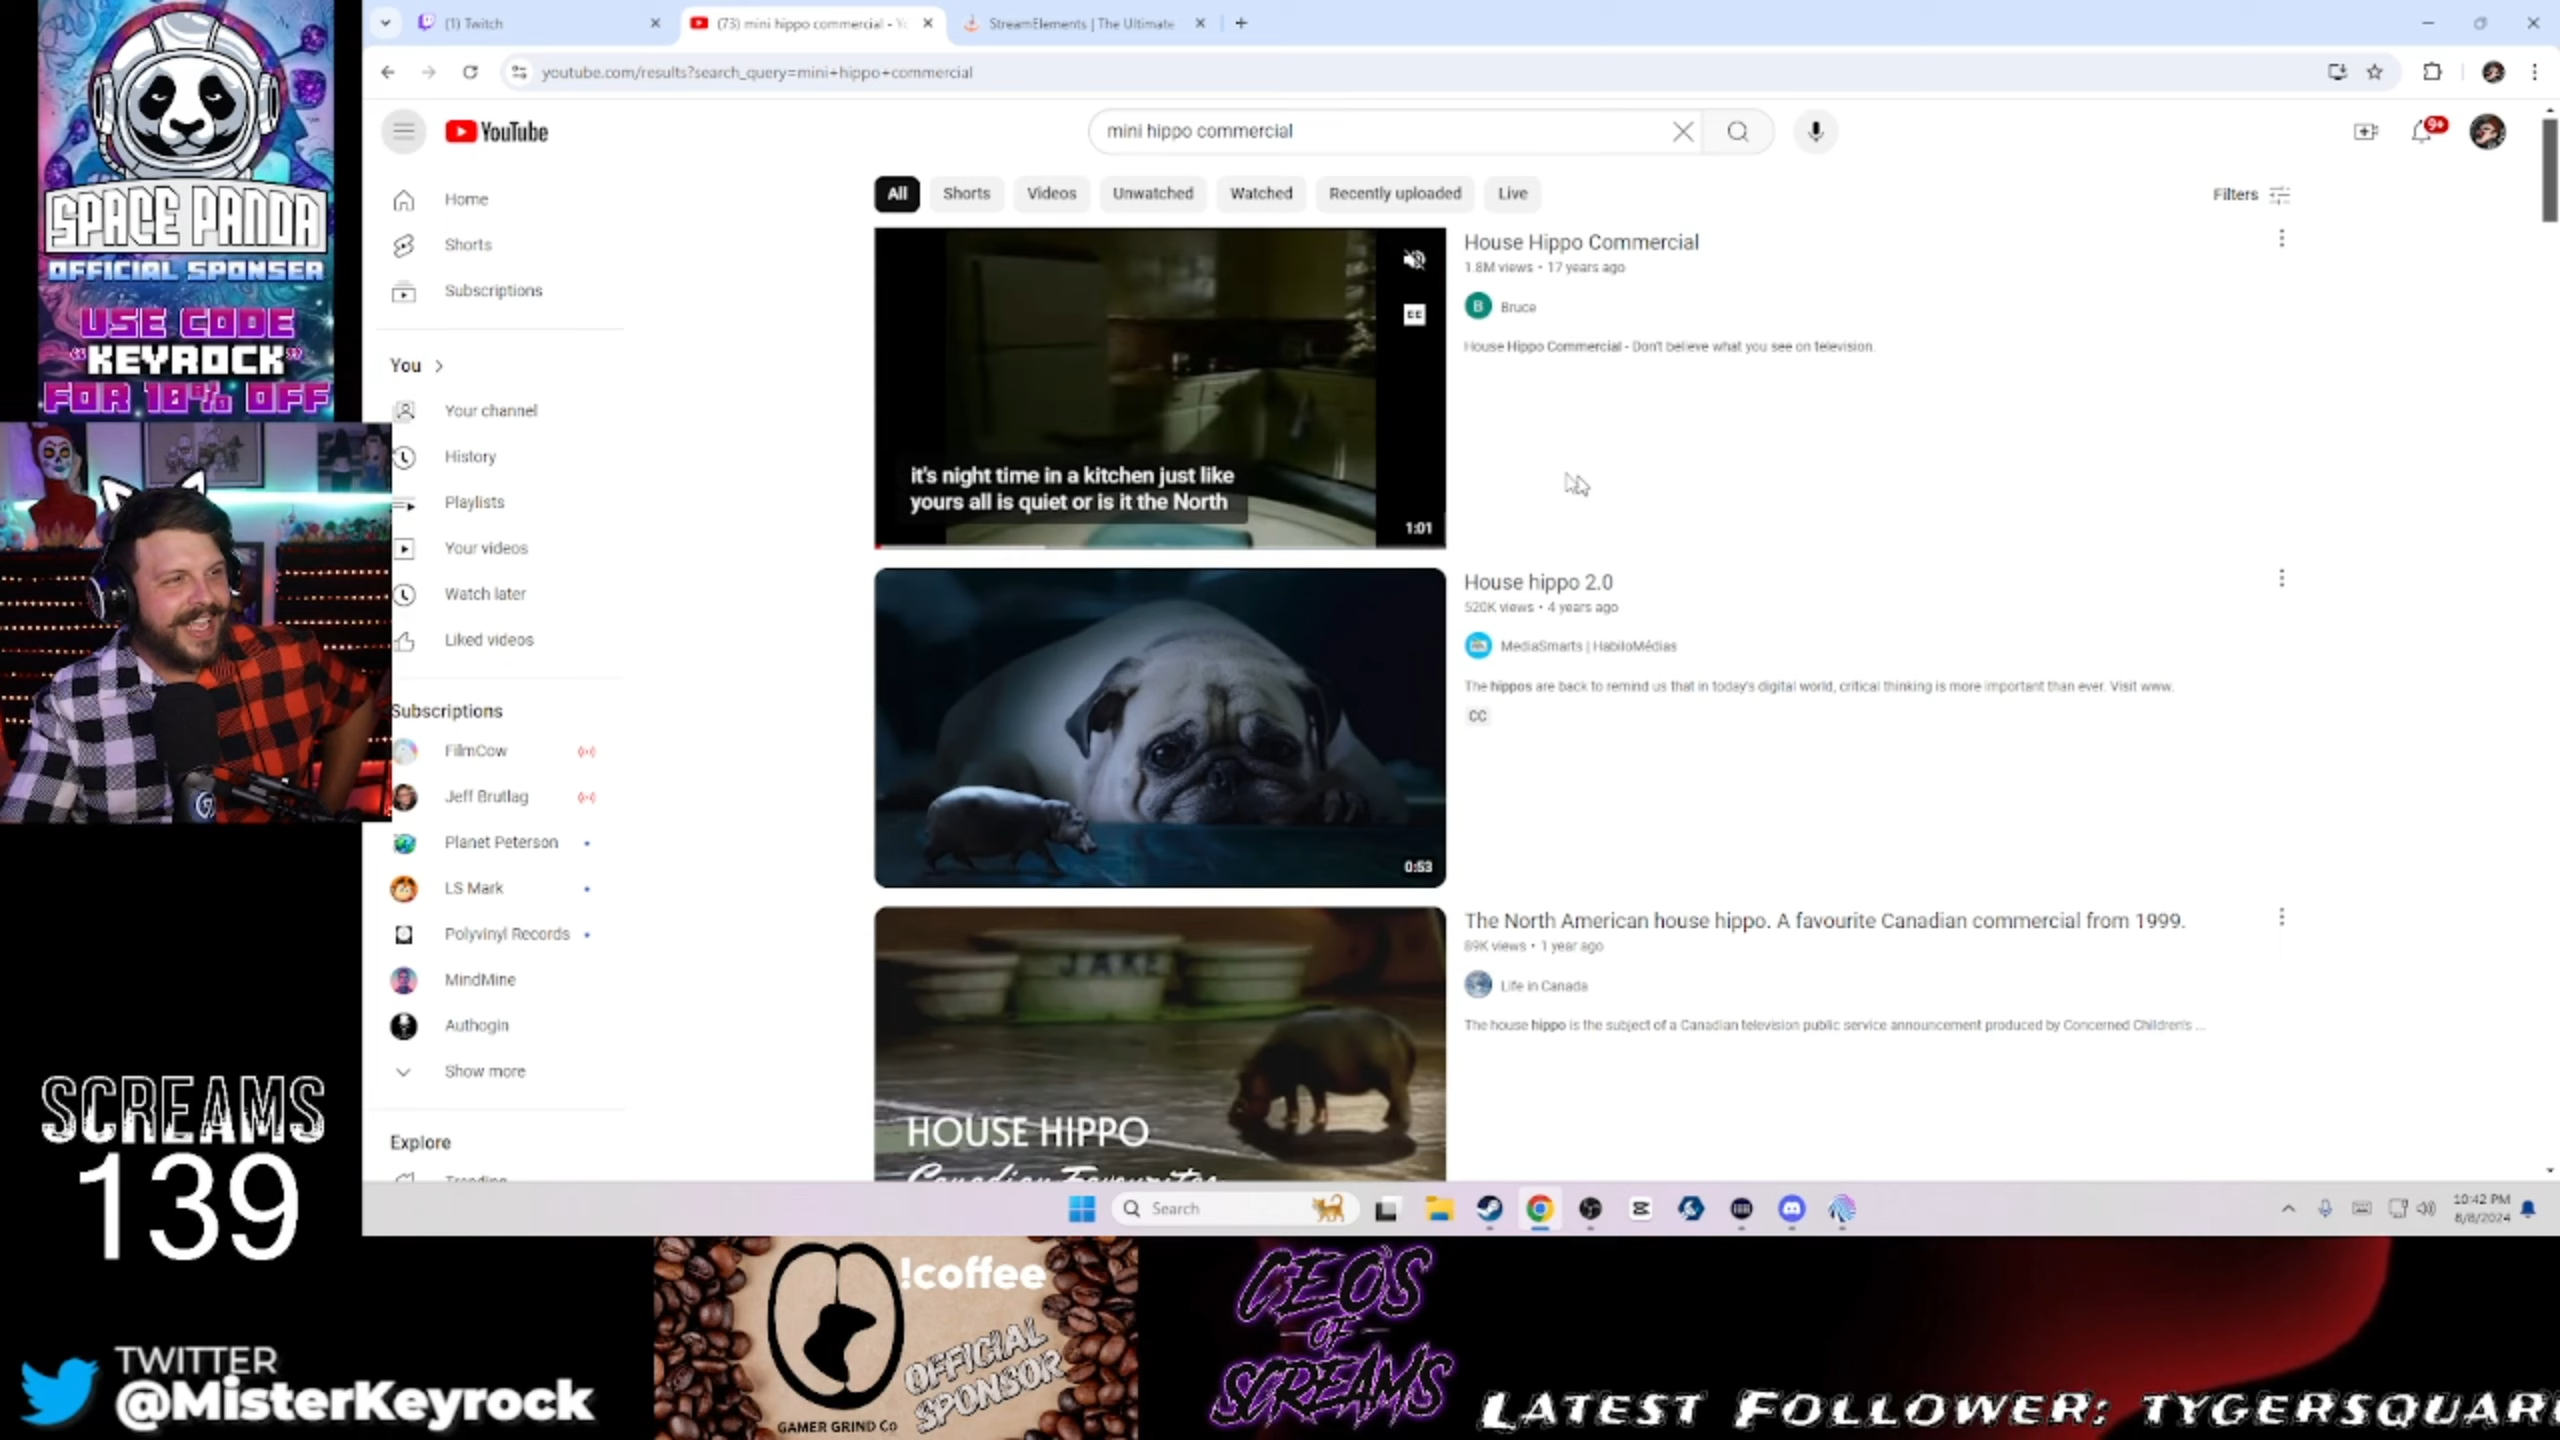 SPACE PANDA
OFFICIAL SPONSER
USE CODE
"KEYROCK"
FOR 10% OFF
(1) Twitch
(73) mini hippo commercial - Yo
StreamElements | The Ultimate
youtube.com/results?search_query=mini+hippo+commercial
YouTube
mini hippo commercial
9+
Home
Shorts
Subscriptions
You
Your channel
History
Playlists
Your videos
Watch later
Liked videos
Subscriptions
FilmCow
Jeff Brutlag
Planet Peterson
LS Mark
Polyvinyl Records
MindMine
Authogin
Show more
Explore
Trending
All
Shorts
Videos
Unwatched
Watched
Recently uploaded
Live
Filters
CC
it's night time in a kitchen just like
yours all is quiet or is it the North
1:01
House Hippo Commercial
1.8M views • 17 years ago
B
Bruce
House Hippo Commercial - Don't believe what you see on television.
0:53
House hippo 2.0
520K views • 4 years ago
MediaSmarts | HabiloMédias
The hippos are back to remind us that in today's digital world, critical thinking is more important than ever. Visit www.
CC
JAM
HOUSE HIPPO
Canadian Favourites
The North American house hippo. A favourite Canadian commercial from 1999.
89K views • 1 year ago
Life in Canada
The house hippo is the subject of a Canadian television public service announcement produced by Concerned Children's ...
Search
10:42 PM
8/8/2024
SCREAMS
139
TWITTER
@MisterKeyrock
!coffee
OFFICIAL
SPONSOR
GAMER GRIND CO
CEO'S
OF
SCREAMS
LATEST FOLLOWER: TYGERSQUAR